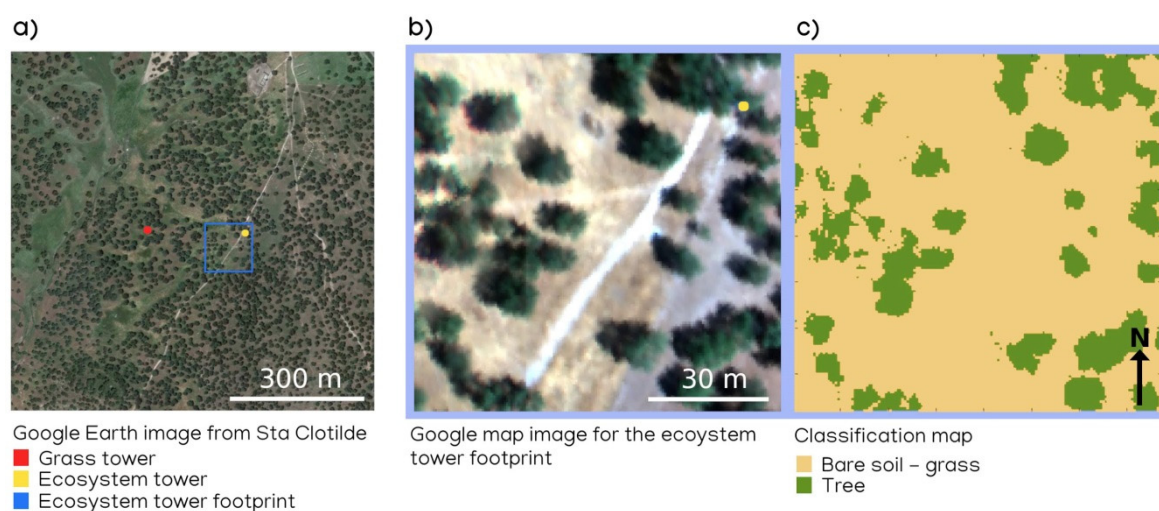 a)
b)
c)
300 m
30 m
N
Google Earth image from Sta Clotilde
Grass tower
Ecosystem tower
Ecosystem tower footprint
Google map image for the ecoystem
tower footprint
Classification map
Bare soil – grass
Tree